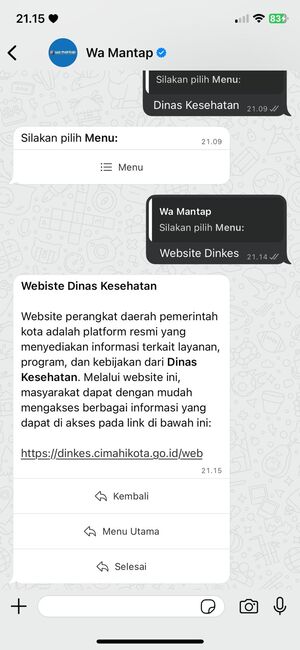 21.15
83
Wa Mantap
Silakan pilih Menu:
Dinas Kesehatan 21.09
Silakan pilih Menu:
21.09
Menu
Wa Mantap
Silakan pilih Menu:
Website Dinkes 21.14
Webiste Dinas Kesehatan
Website perangkat daerah pemerintah
kota adalah platform resmi yang
menyediakan informasi terkait layanan,
program, dan kebijakan dari Dinas
Kesehatan. Melalui website ini,
masyarakat dapat dengan mudah
mengakses berbagai informasi yang
dapat di akses pada link di bawah ini:
https://dinkes.cimahikota.go.id/web
21.15
Kembali
Menu Utama
Selesai